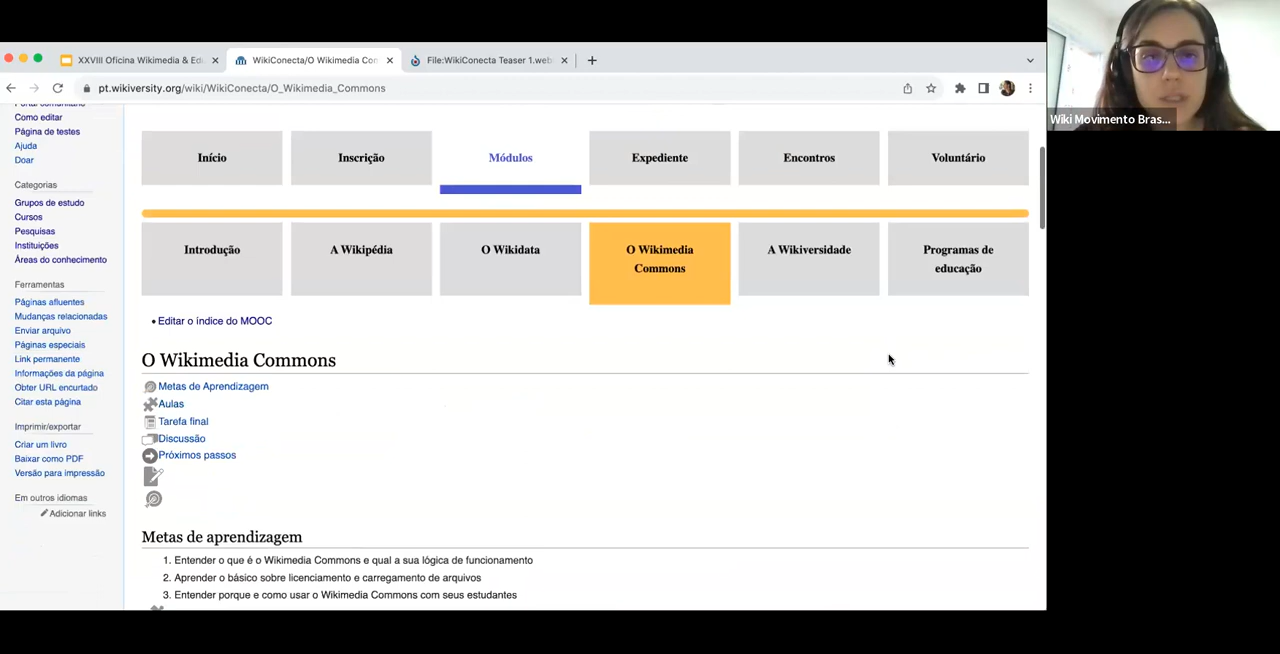 XXVIII Oficina Wikimedia & Edu
WikiConecta/O Wikimedia Com
File:WikiConecta Teaser 1.web
pt.wikiversity.org/wiki/WikiConecta/O_Wikimedia_Commons
Wiki Movimento Bras...
Portal comunitário
Como editar
Página de testes
Ajuda
Doar
Categorias
Grupos de estudo
Cursos
Pesquisas
Instituições
Áreas do conhecimento
Ferramentas
Páginas afluentes
Mudanças relacionadas
Enviar arquivo
Páginas especiais
Link permanente
Informações da página
Obter URL encurtado
Citar esta página
Imprimir/exportar
Criar um livro
Baixar como PDF
Versão para impressão
Em outros idiomas
Adicionar links
Início
Inscrição
Módulos
Expediente
Encontros
Voluntário
Introdução
A Wikipédia
O Wikidata
O Wikimedia
Commons
A Wikiversidade
Programas de
educação
• Editar o índice do MOOC
O Wikimedia Commons
Metas de Aprendizagem
Aulas
Tarefa final
Discussão
Próximos passos
Metas de aprendizagem
1. Entender o que é o Wikimedia Commons e qual a sua lógica de funcionamento
2. Aprender o básico sobre licenciamento e carregamento de arquivos
3. Entender porque e como usar o Wikimedia Commons com seus estudantes